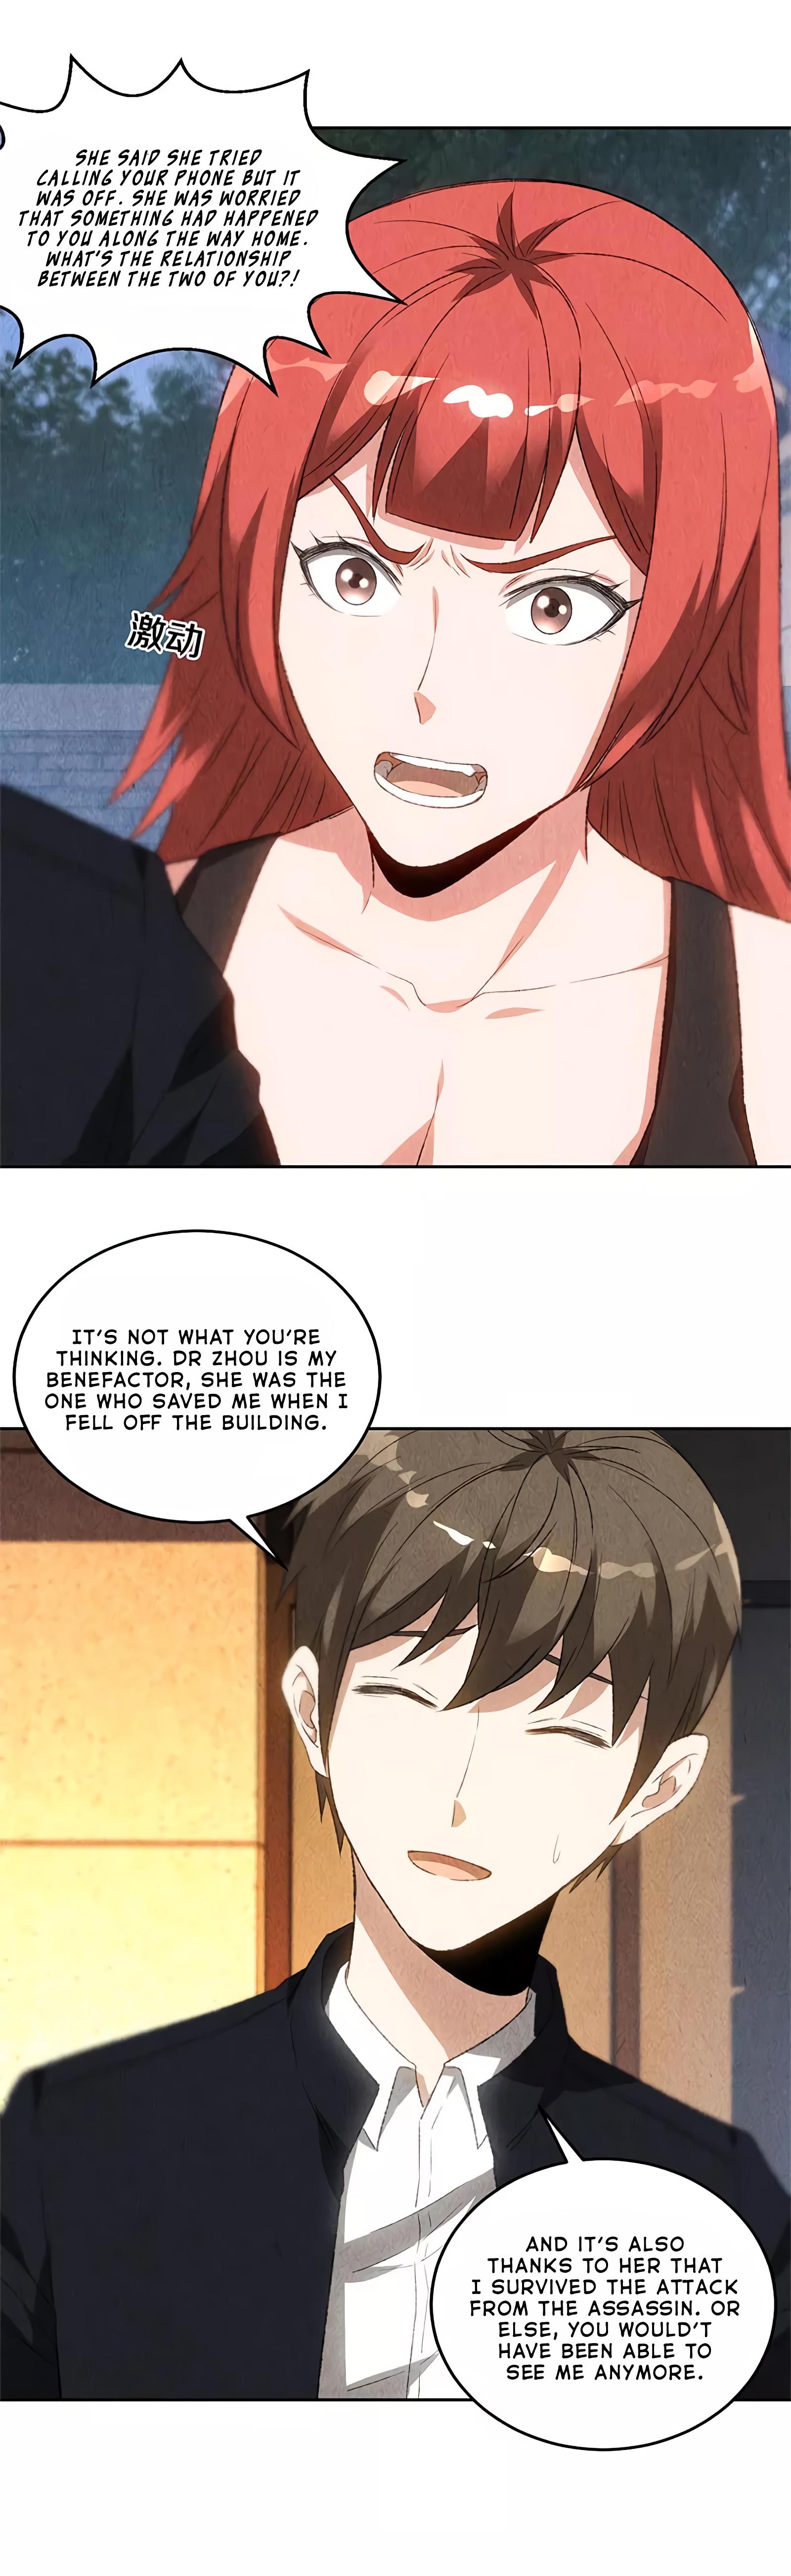 SHE SAID SHE TRIED
CALLING YOUR PHONE BUT IT
WAS OFF. SHE WAS WORRIED
THAT SOMETHING HAD HAPPENED
TO YOU ALONG THE WAY HOME.
WHAT'S THE RELATIONSHIP
BETWEEN THE TWO OF YOU?!
激动
IT'S NOT WHAT YOU'RE
THINKING. DR ZHOU IS MY
BENEFACTOR, SHE WAS THE
ONE WHO SAVED ME WHEN I
FELL OFF THE BUILDING.
AND IT'S ALSO
THANKS TO HER THAT
I SURVIVED THE ATTACK
FROM THE ASSASSIN. OR
ELSE, YOU WOULD'T
HAVE BEEN ABLE TO
SEE ME ANYMORE.